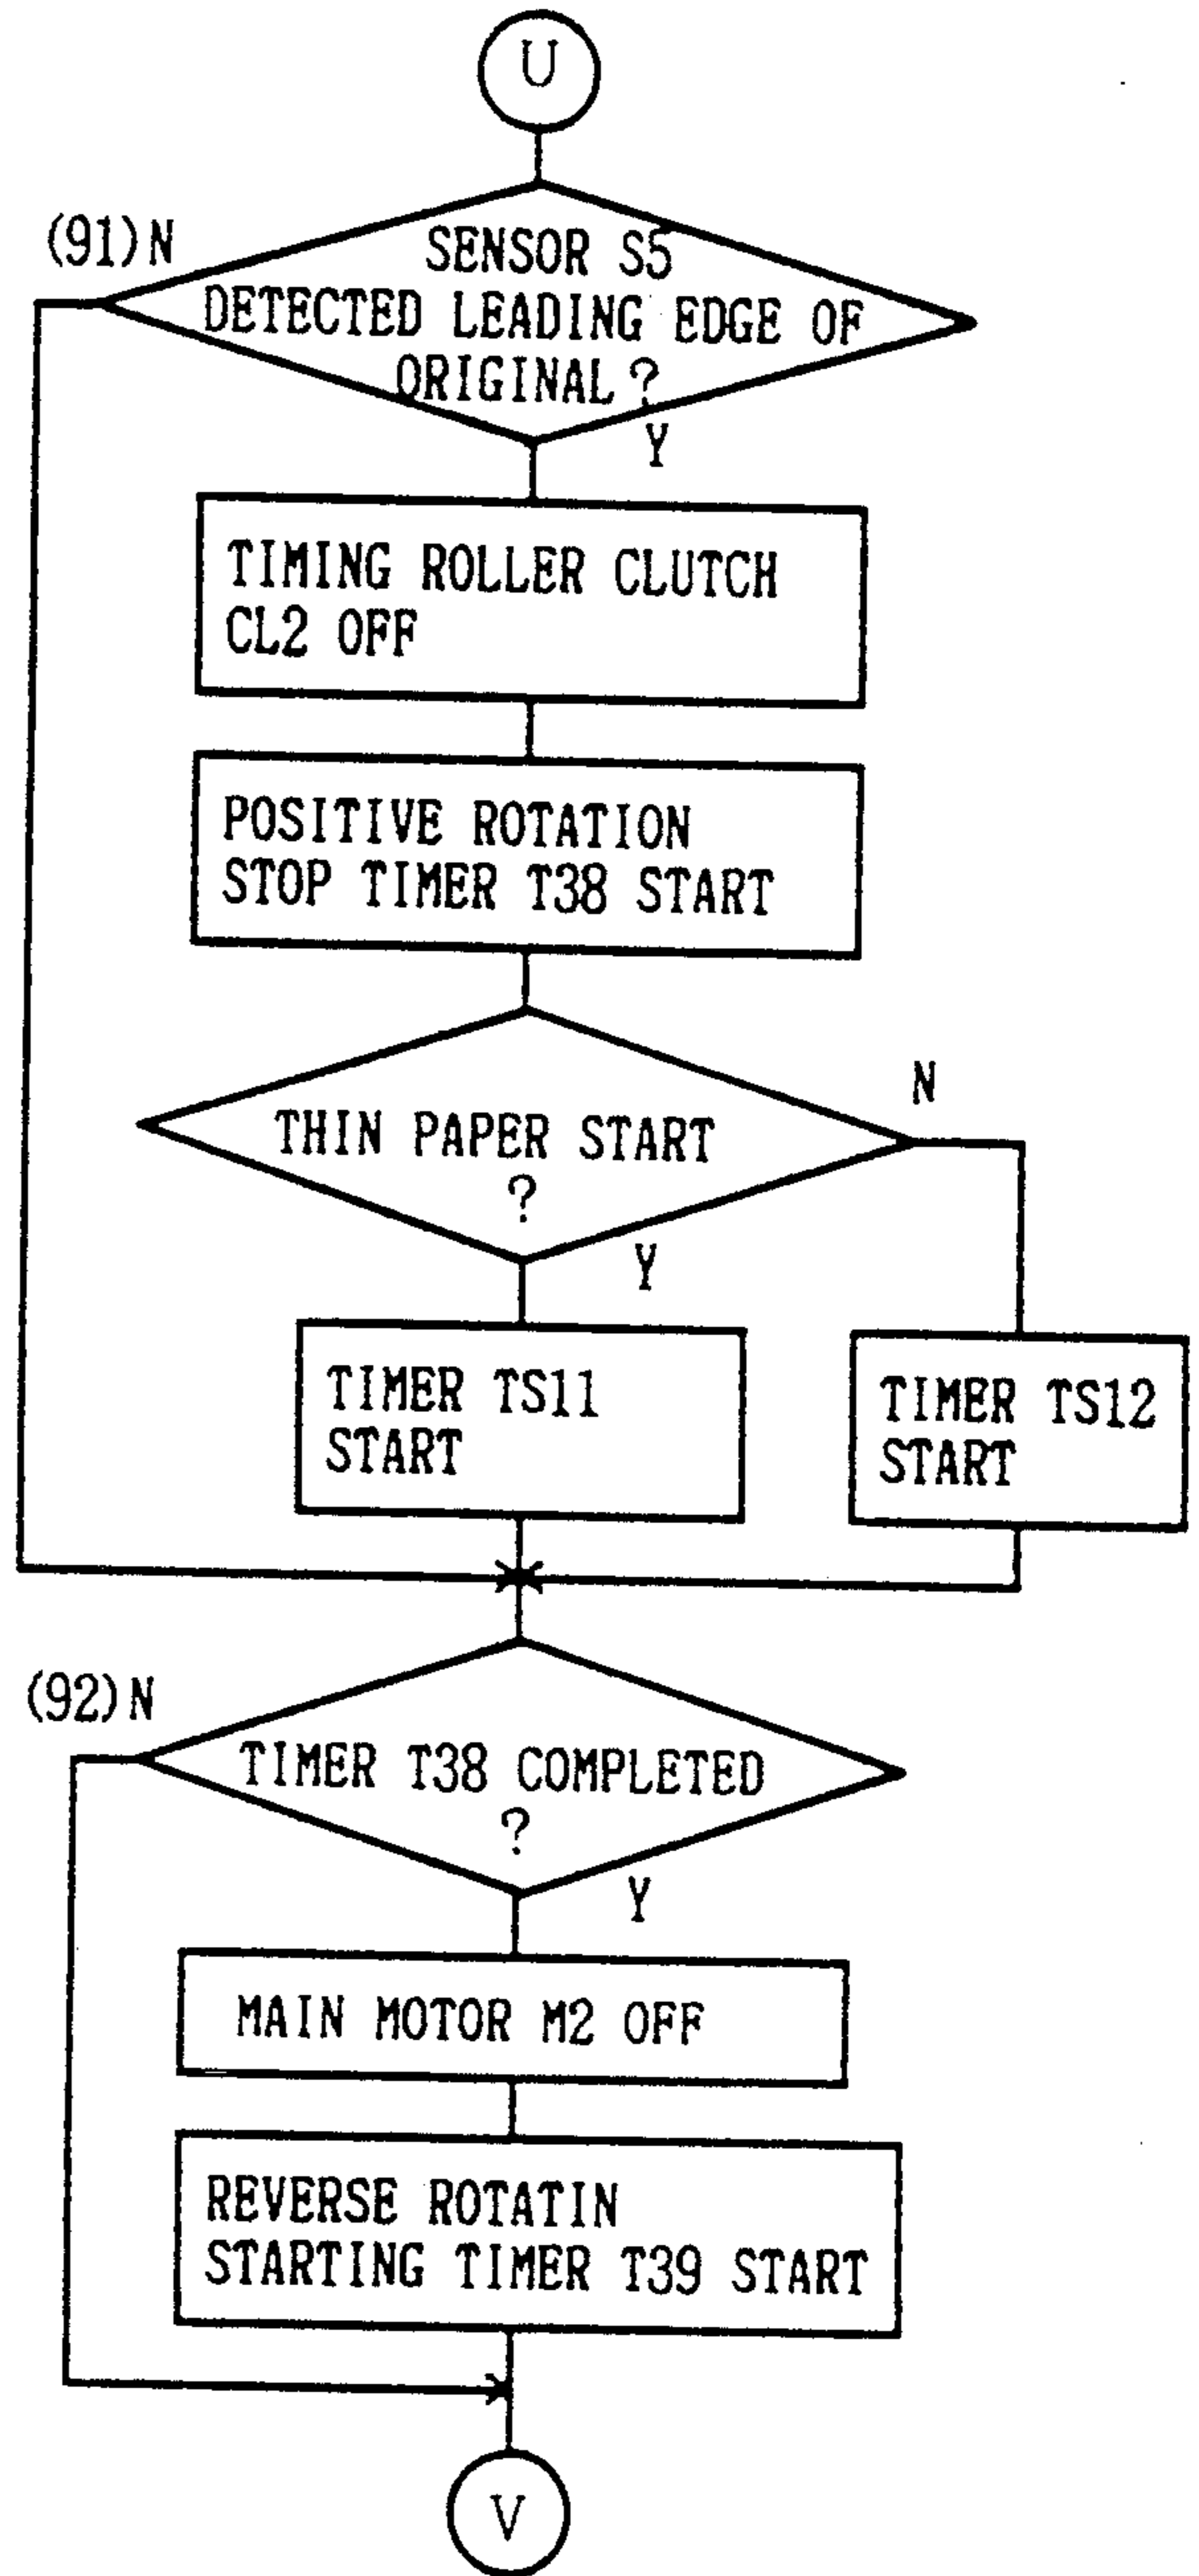 U
(91) N
SENSOR S5
DETECTED LEADING EDGE OF
ORIGINAL ?
Y
TIMING ROLLER CLUTCH
CL2 OFF
POSITIVE ROTATION
STOP TIMER T38 START
N
THIN PAPER START
?
Y
TIMER TS11
START
TIMER TS12
START
(92) N
TIMER T38 COMPLETED
?
Y
MAIN MOTOR M2 OFF
REVERSE ROTATIN
STARTING TIMER T39 START
V